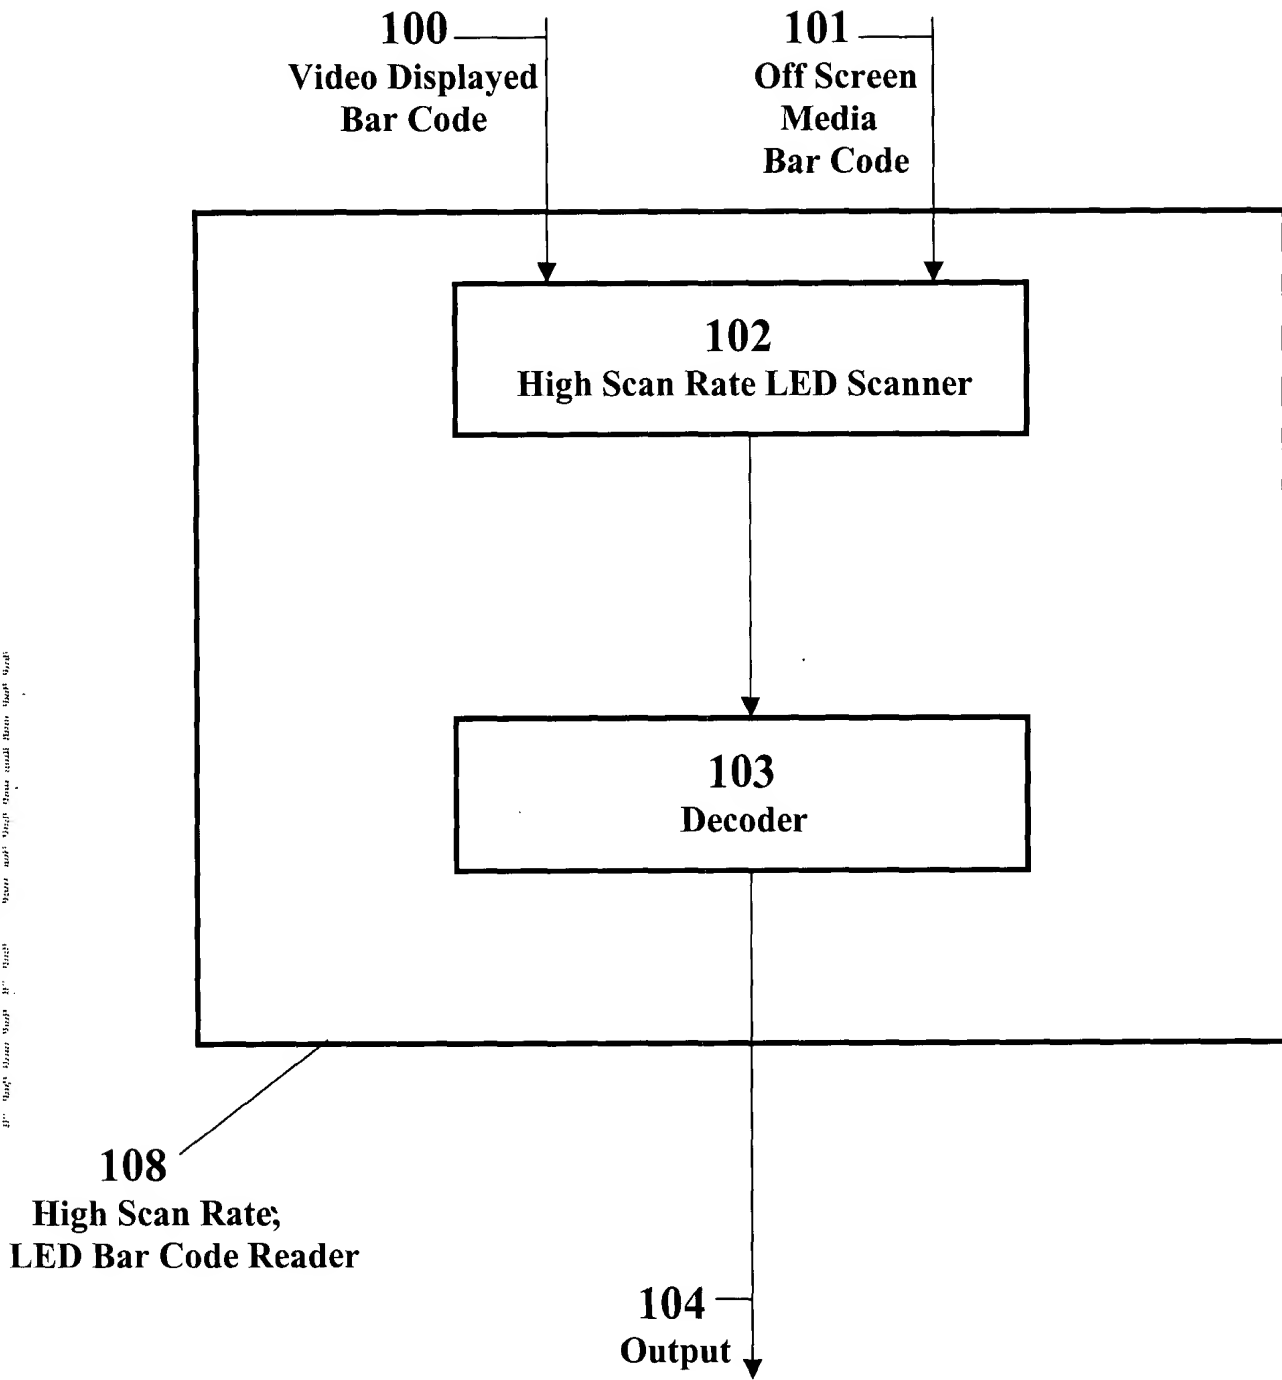 100
Video Displayed
Bar Code
101
Off Screen
Media
Bar Code
102
High Scan Rate LED Scanner
103
Decoder
108
High Scan Rate,
LED Bar Code Reader
104
Output